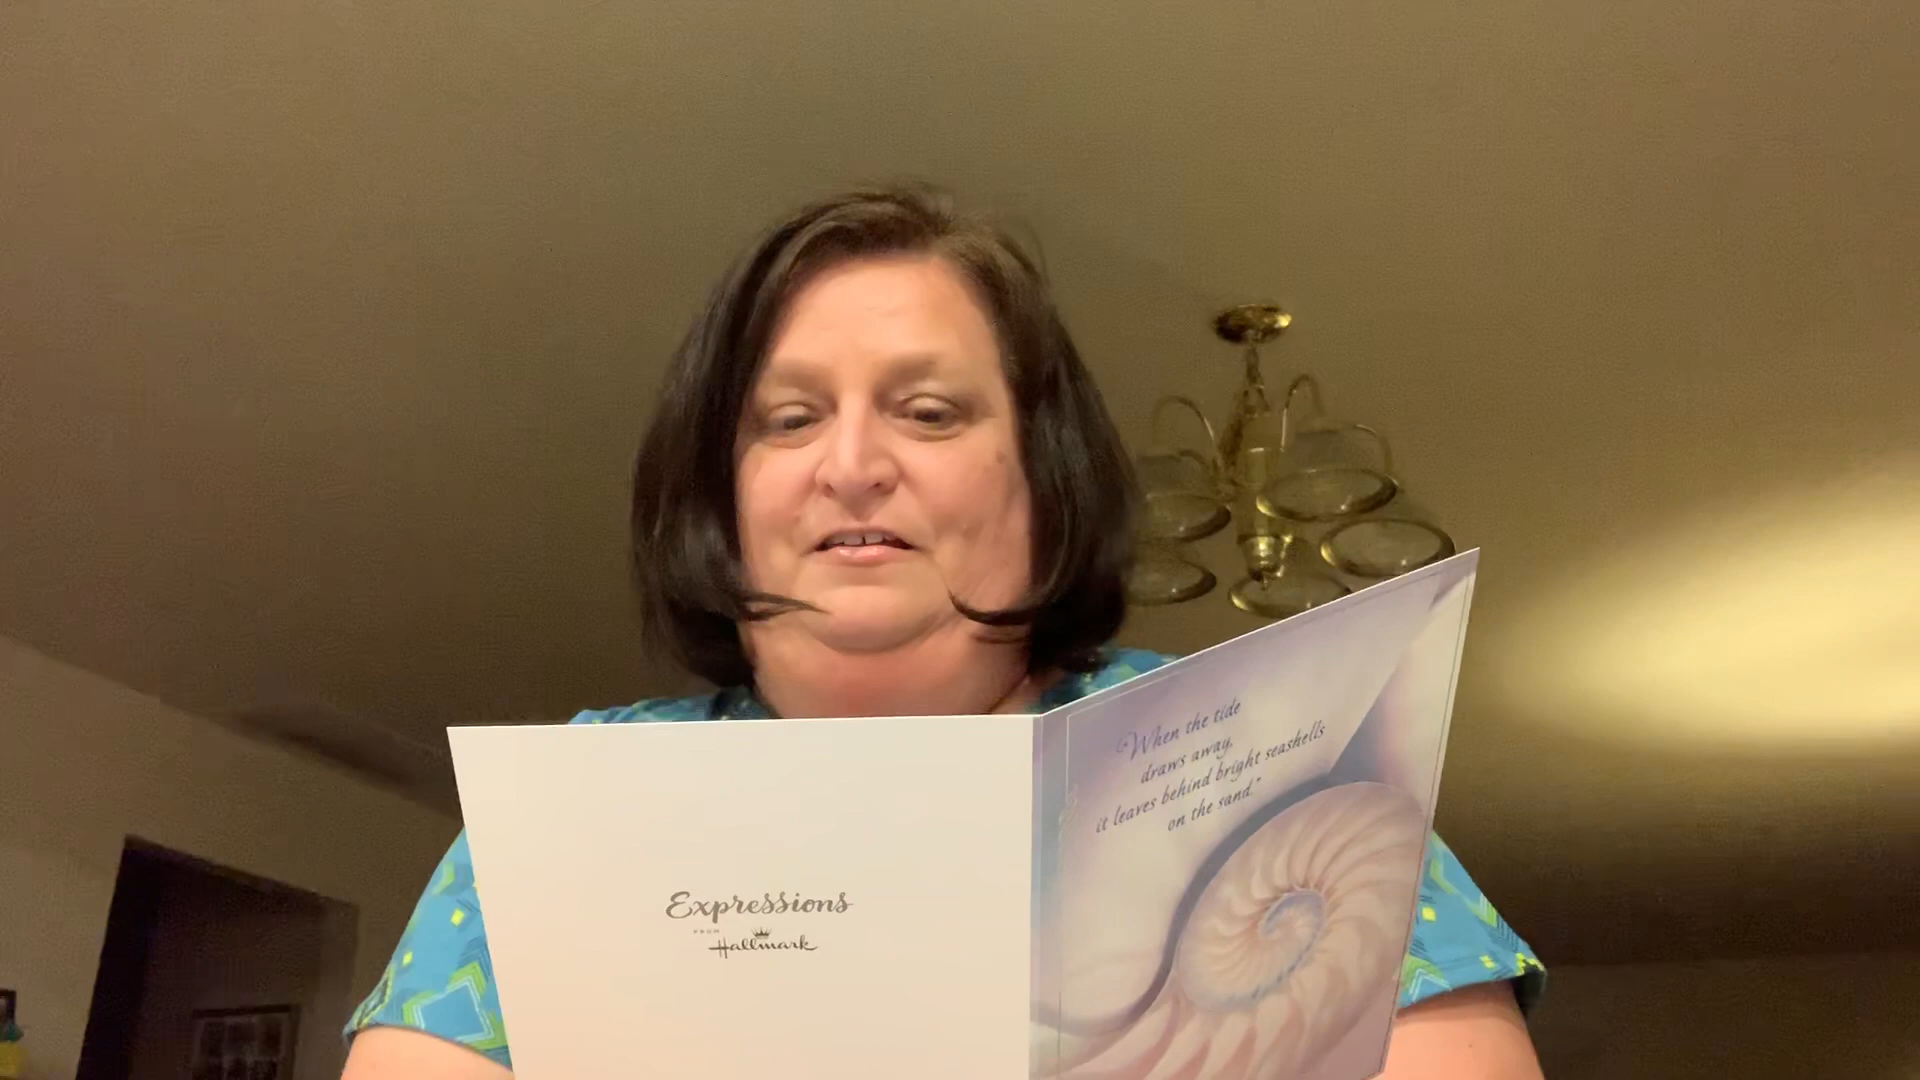 "When the tide
draws away,
it leaves behind bright seashells
on the sand."
Expressions
FROM
Hallmark